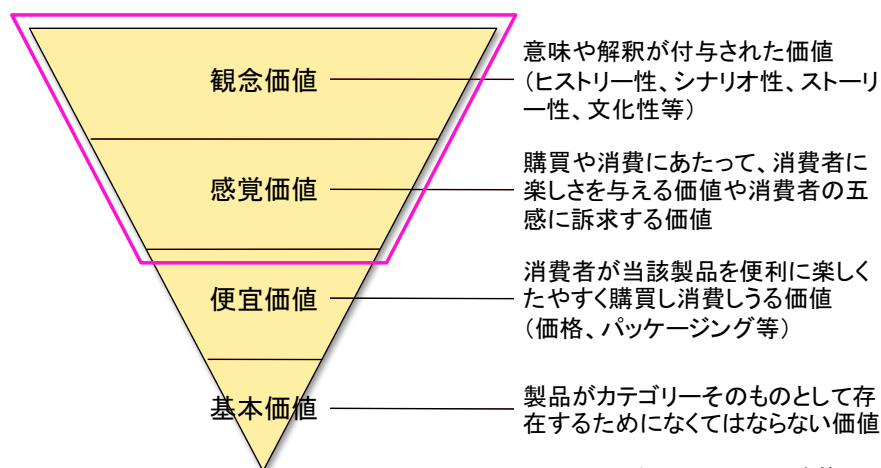 観念価値
意味や解釈が付与された価値
（ヒストリー性、シナリオ性、ストーリ
ー性、文化性等）
感覚価値
購買や消費にあたって、消費者に
楽しさを与える価値や消費者の五
感に訴求する価値
便宜価値
消費者が当該製品を便利に楽しく
たやすく購買し消費しうる価値
（価格、パッケージング等）
基本価値
製品がカテゴリーそのものとして存
在するためになくてはならない価値